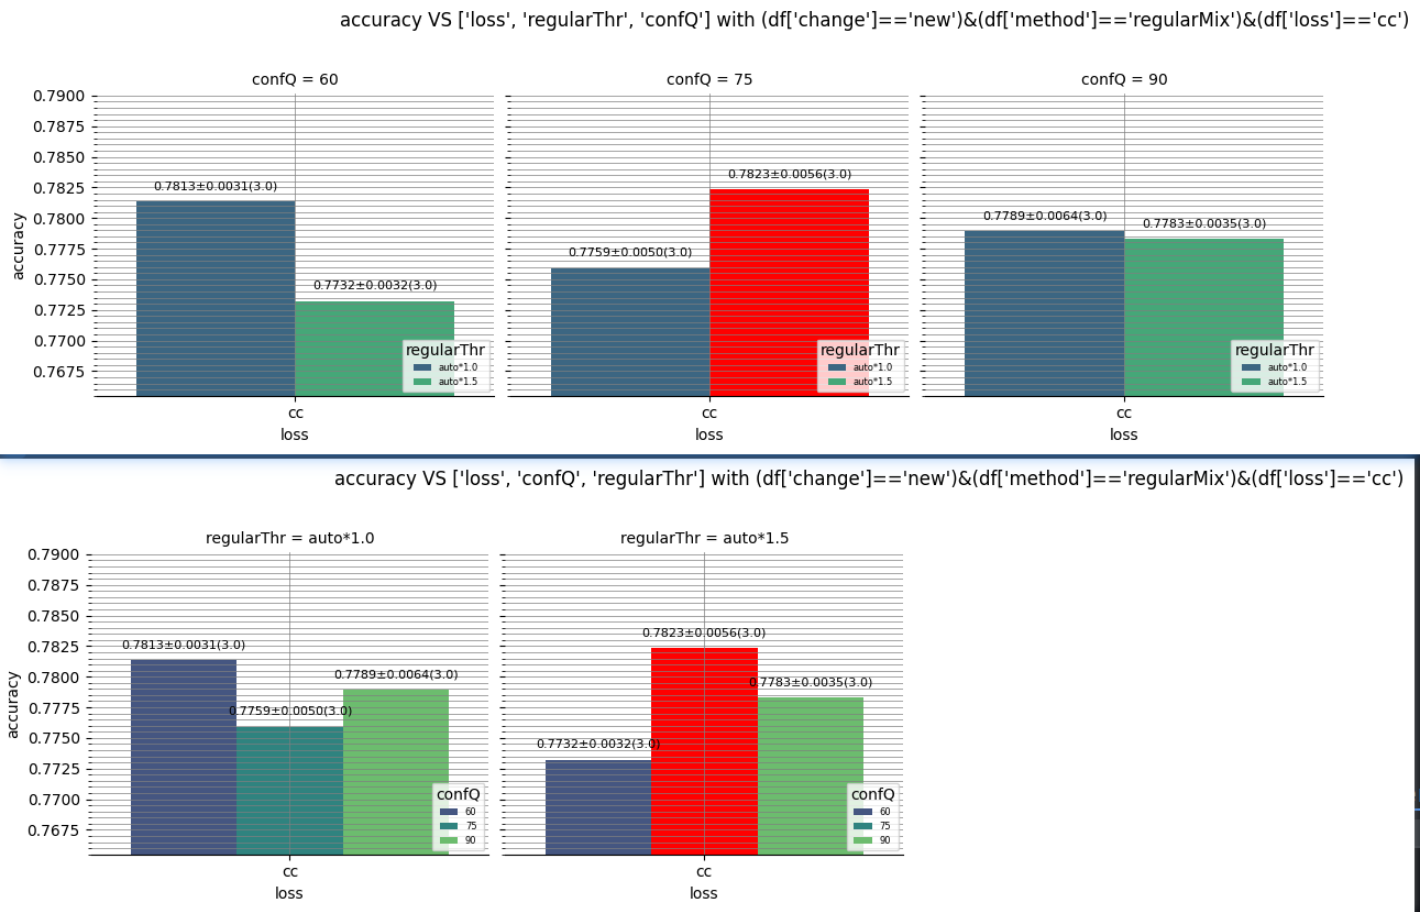 accuracy VS ['loss', 'regularThr', 'confQ'] with (df['change']=='new')&(df['method']=='regularMix')&(df['loss']=='cc')
confQ = 60
confQ = 75
confQ = 90
accuracy
0.7900
0.7875
0.7850
0.7825
0.7800
0.7775
0.7750
0.7725
0.7700
0.7675
0.7813±0.0031(3.0)
0.7732±0.0032(3.0)
regularThr
auto*1.0
auto*1.5
cc
loss
0.7759±0.0050(3.0)
0.7823±0.0056(3.0)
regularThr
auto*1.0
auto*1.5
cc
loss
0.7789±0.0064(3.0)
0.7783±0.0035(3.0)
regularThr
auto*1.0
auto*1.5
cc
loss
accuracy VS ['loss', 'confQ', 'regularThr'] with (df['change']=='new')&(df['method']=='regularMix')&(df['loss']=='cc')
regularThr = auto*1.0
regularThr = auto*1.5
accuracy
0.7900
0.7875
0.7850
0.7825
0.7800
0.7775
0.7750
0.7725
0.7700
0.7675
0.7813±0.0031(3.0)
0.7759±0.0050(3.0)
0.7789±0.0064(3.0)
confQ
60
75
90
cc
loss
0.7732±0.0032(3.0)
0.7823±0.0056(3.0)
0.7783±0.0035(3.0)
confQ
60
75
90
cc
loss